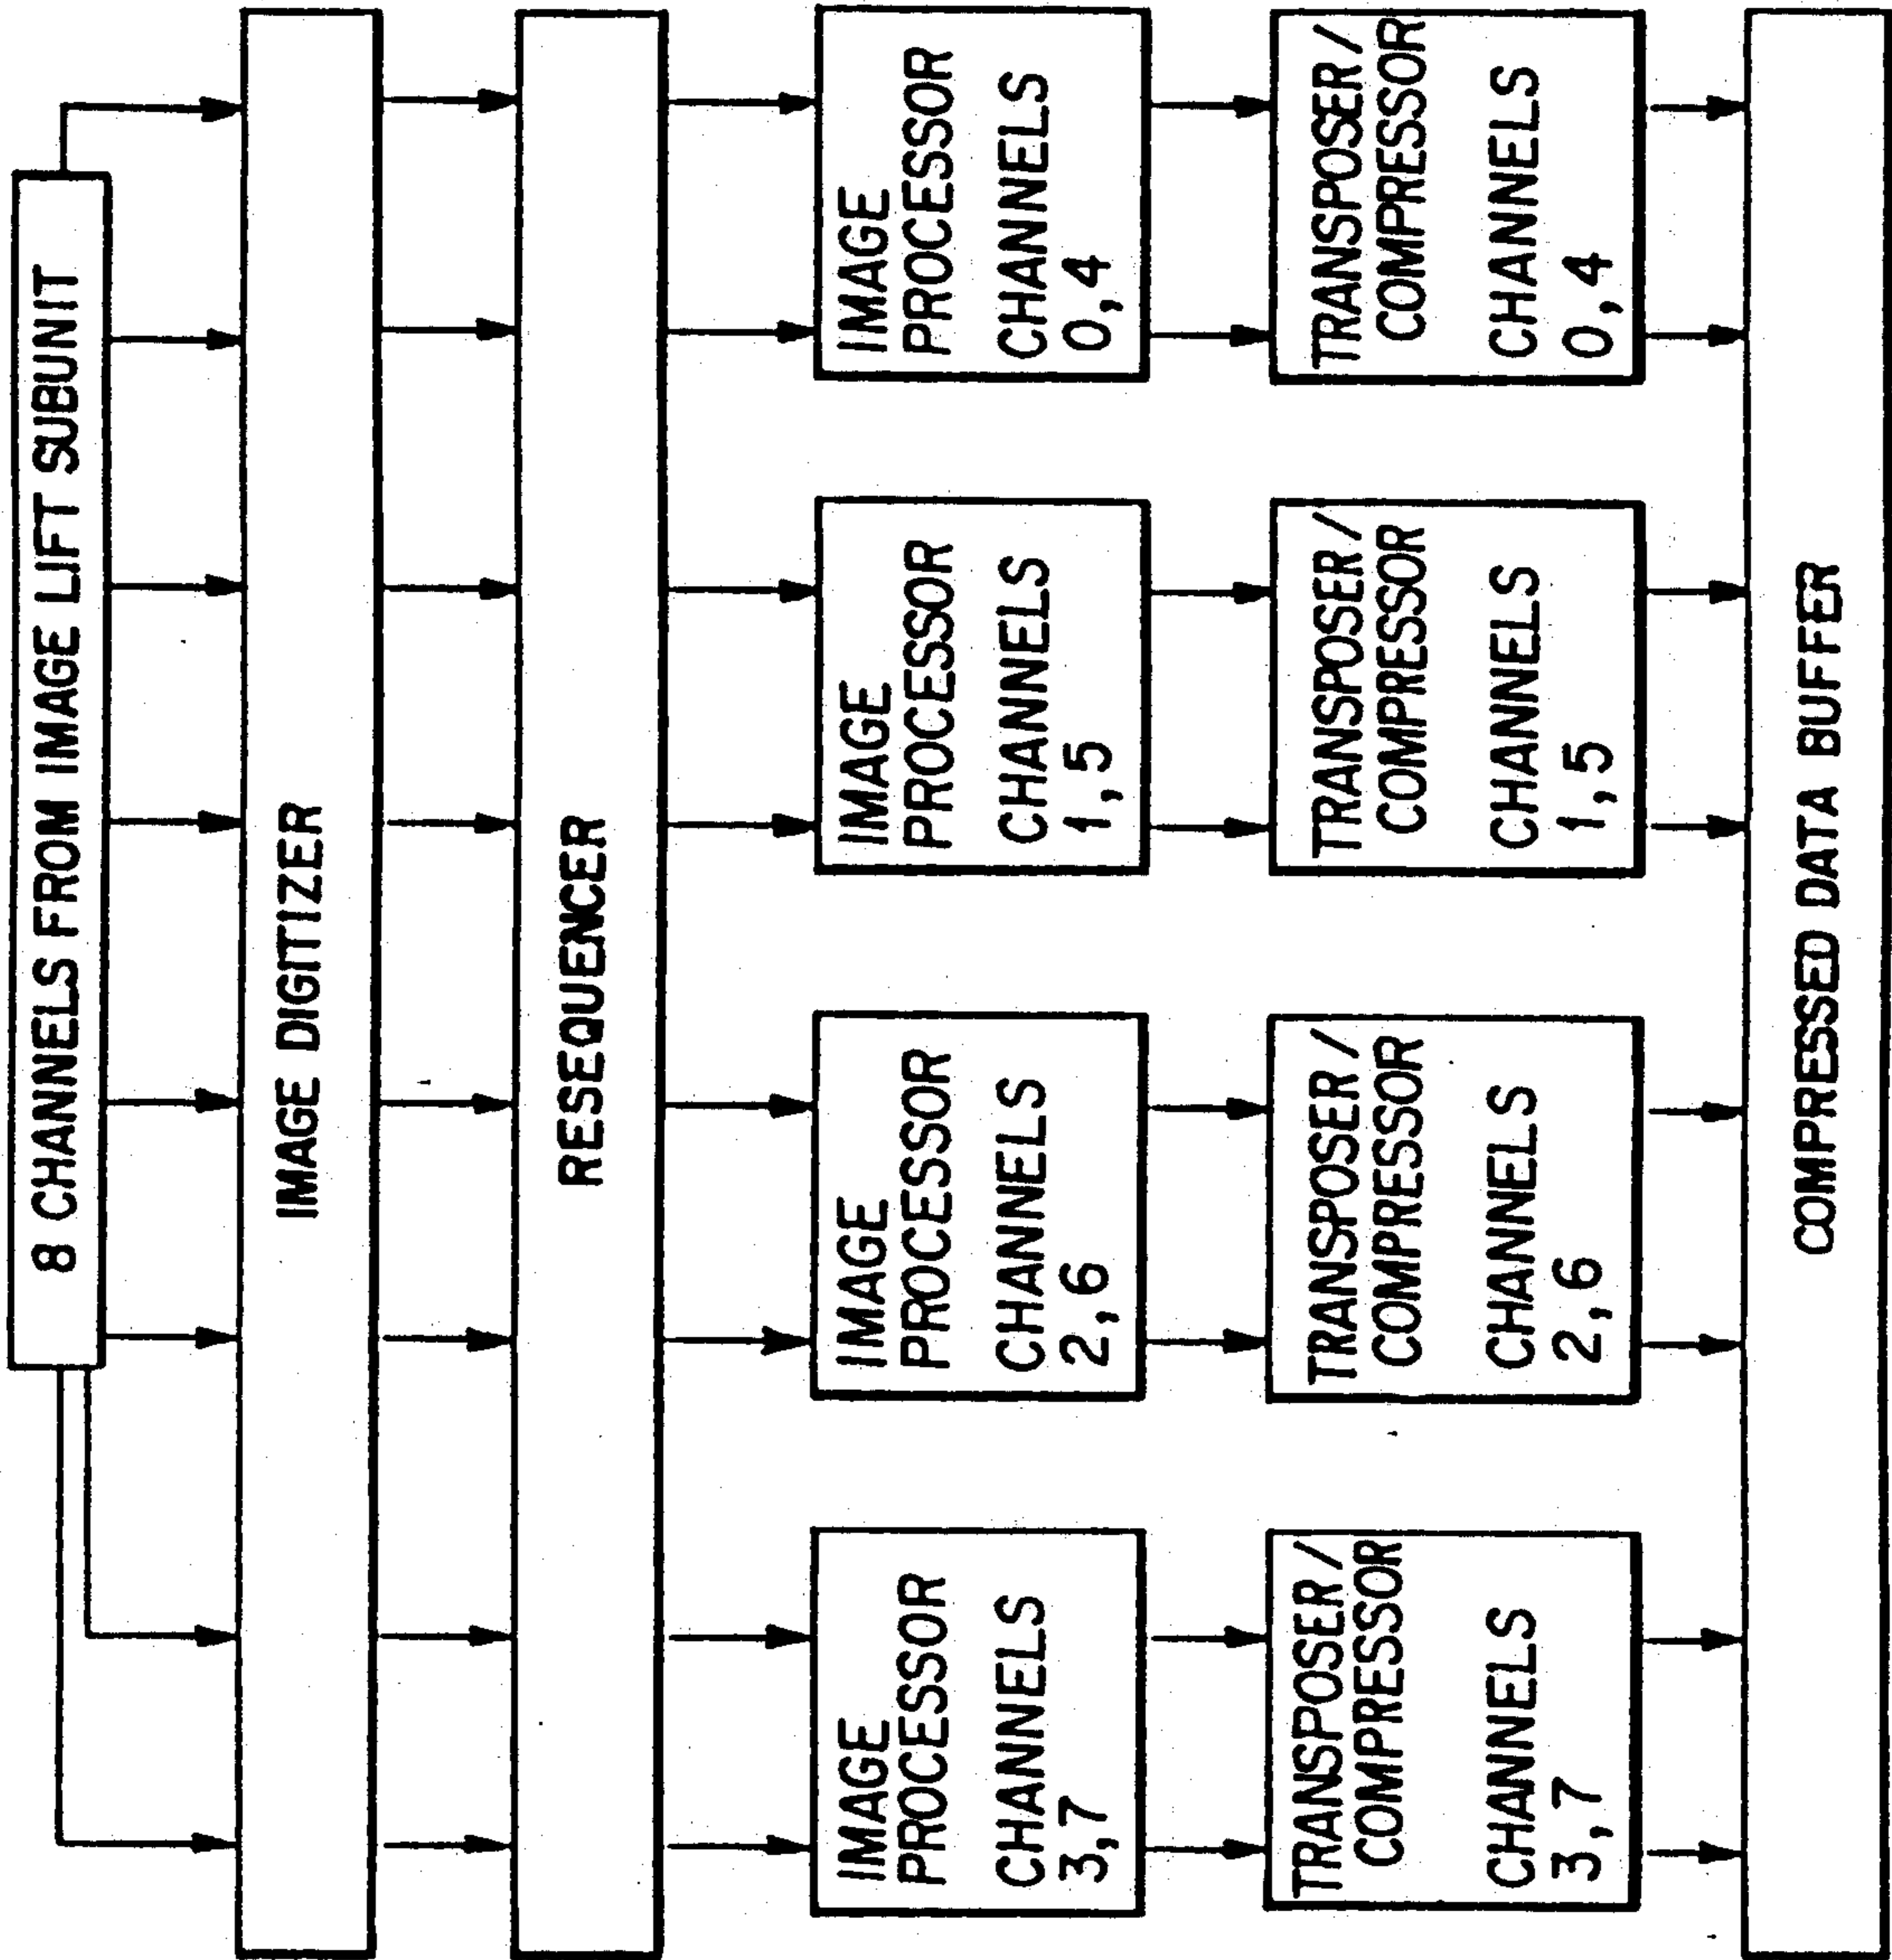 8 CHANNELS FROM IMAGE LIFT SUBUNIT
IMAGE DIGITIZER
RESEQUENCER
IMAGE
PROCESSOR
CHANNELS
3,7
IMAGE
PROCESSOR
CHANNELS
2,6
IMAGE
PROCESSOR
CHANNELS
1,5
IMAGE
PROCESSOR
CHANNELS
0,4
TRANSPOSER/
COMPRESSOR
CHANNELS
3,7
TRANSPOSER/
COMPRESSOR
CHANNELS
2,6
TRANSPOSER/
COMPRESSOR
CHANNELS
1,5
TRANSPOSER/
COMPRESSOR
CHANNELS
0,4
COMPRESSED DATA BUFFER